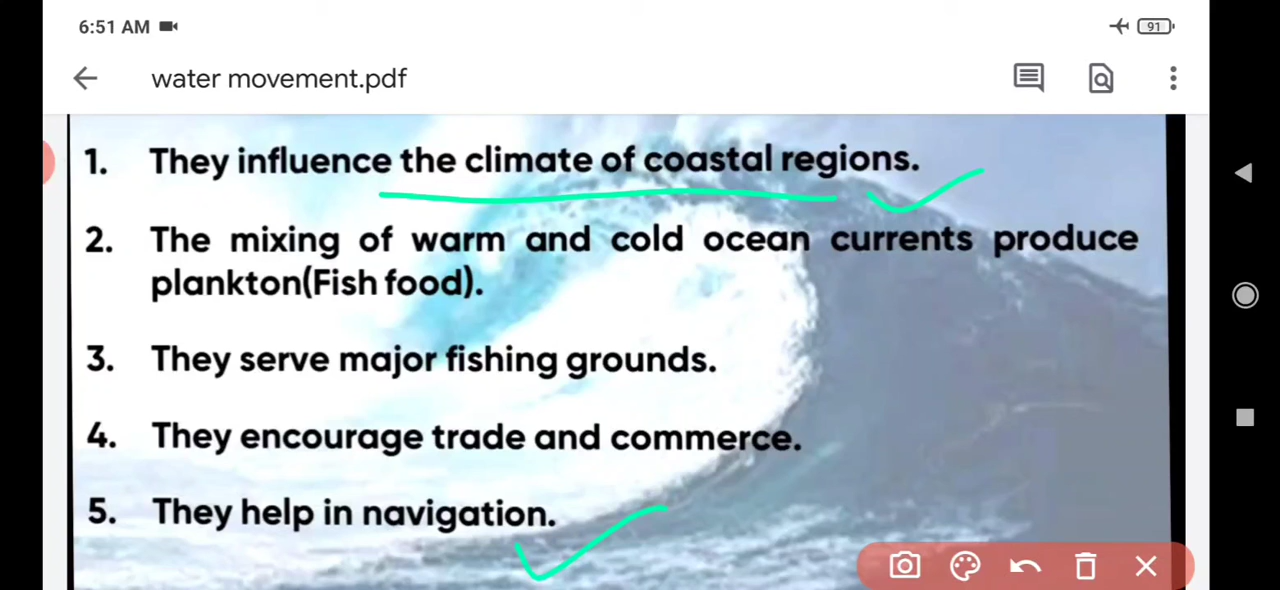 6:51 AM
91
water movement.pdf
1. They influence the climate of coastal regions.
2. The mixing of warm and cold ocean currents produce
plankton(Fish food).
3. They serve major fishing grounds.
4. They encourage trade and commerce.
5. They help in navigation.